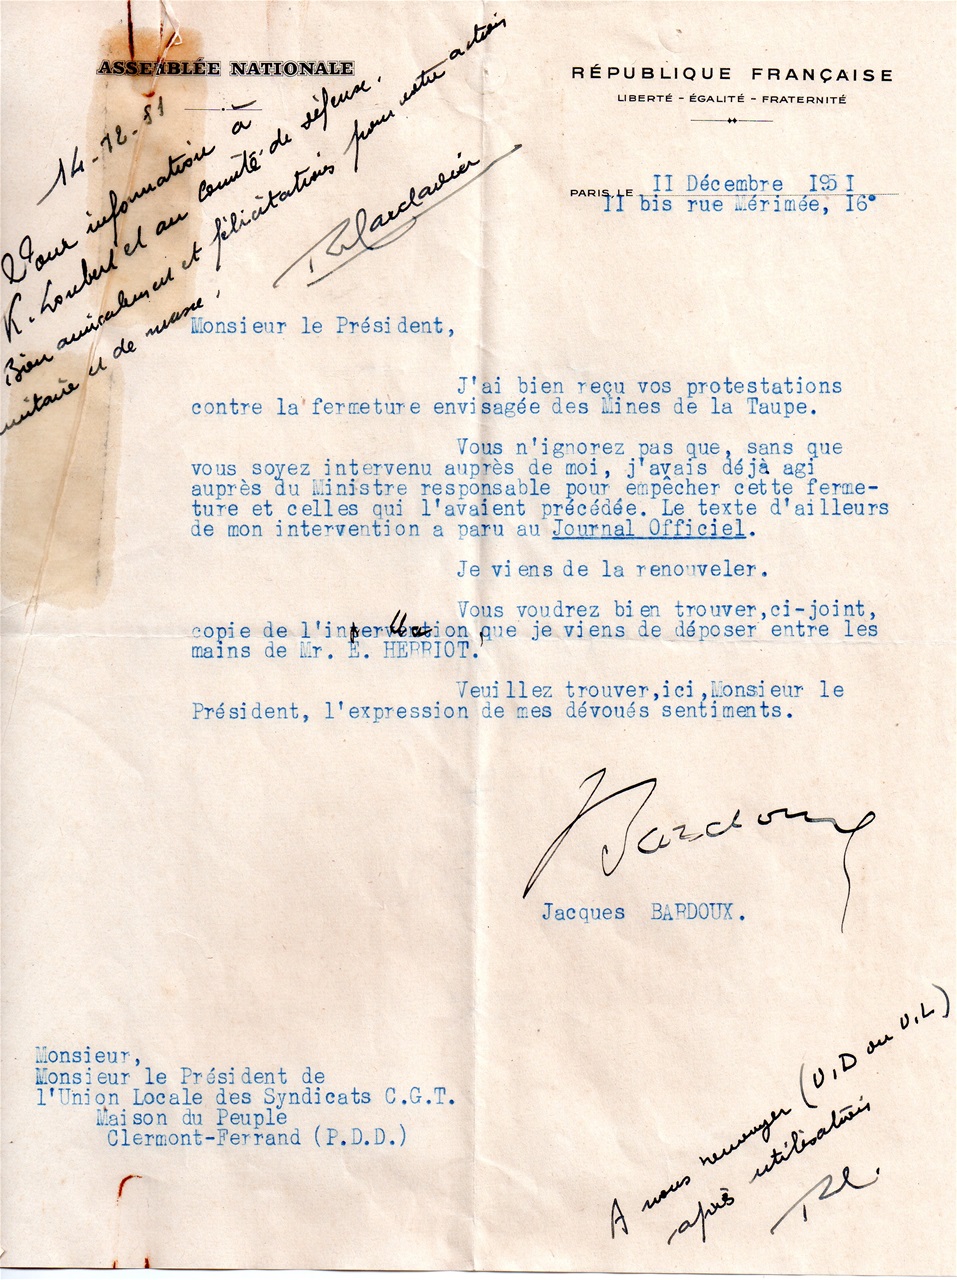 ASSEMBLÉE NATIONALE
RÉPUBLIQUE FRANÇAISE
LIBERTÉ - ÉGALITÉ - FRATERNITÉ
PARIS, LE II Décembre 1951
II bis rue Mérimée, 16°
14-12-51
Pour information à
K. Loubert et au comité de défense.
Bien amicalement et félicitations pour votre action
unitaire et de masse.
Monsieur le Président,
J'ai bien reçu vos protestations
contre la fermeture envisagée des Mines de la Taupe.
Vous n'ignorez pas que, sans que
vous soyez intervenu auprès de moi, j'avais déjà agi
auprès du Ministre responsable pour empêcher cette ferme-
ture et celles qui l'avaient précédée. Le texte d'ailleurs
de mon intervention a paru au Journal Officiel.
Je viens de la renouveler.
Vous voudrez bien trouver,ci-joint,
copie de l'interpellation, que je viens de déposer entre les
mains de Mr. E. HERRIOT.
Veuillez trouver,ici,Monsieur le
Président, l'expression de mes dévoués sentiments.
Bardoux
Jacques BARDOUX.
Monsieur,
Monsieur le Président de
l'Union Locale des Syndicats C.G.T.
Maison du Peuple
Clermont-Ferrand (P.D.D.)
A nous renvoyer (U.D ou U.L)
après utilisation